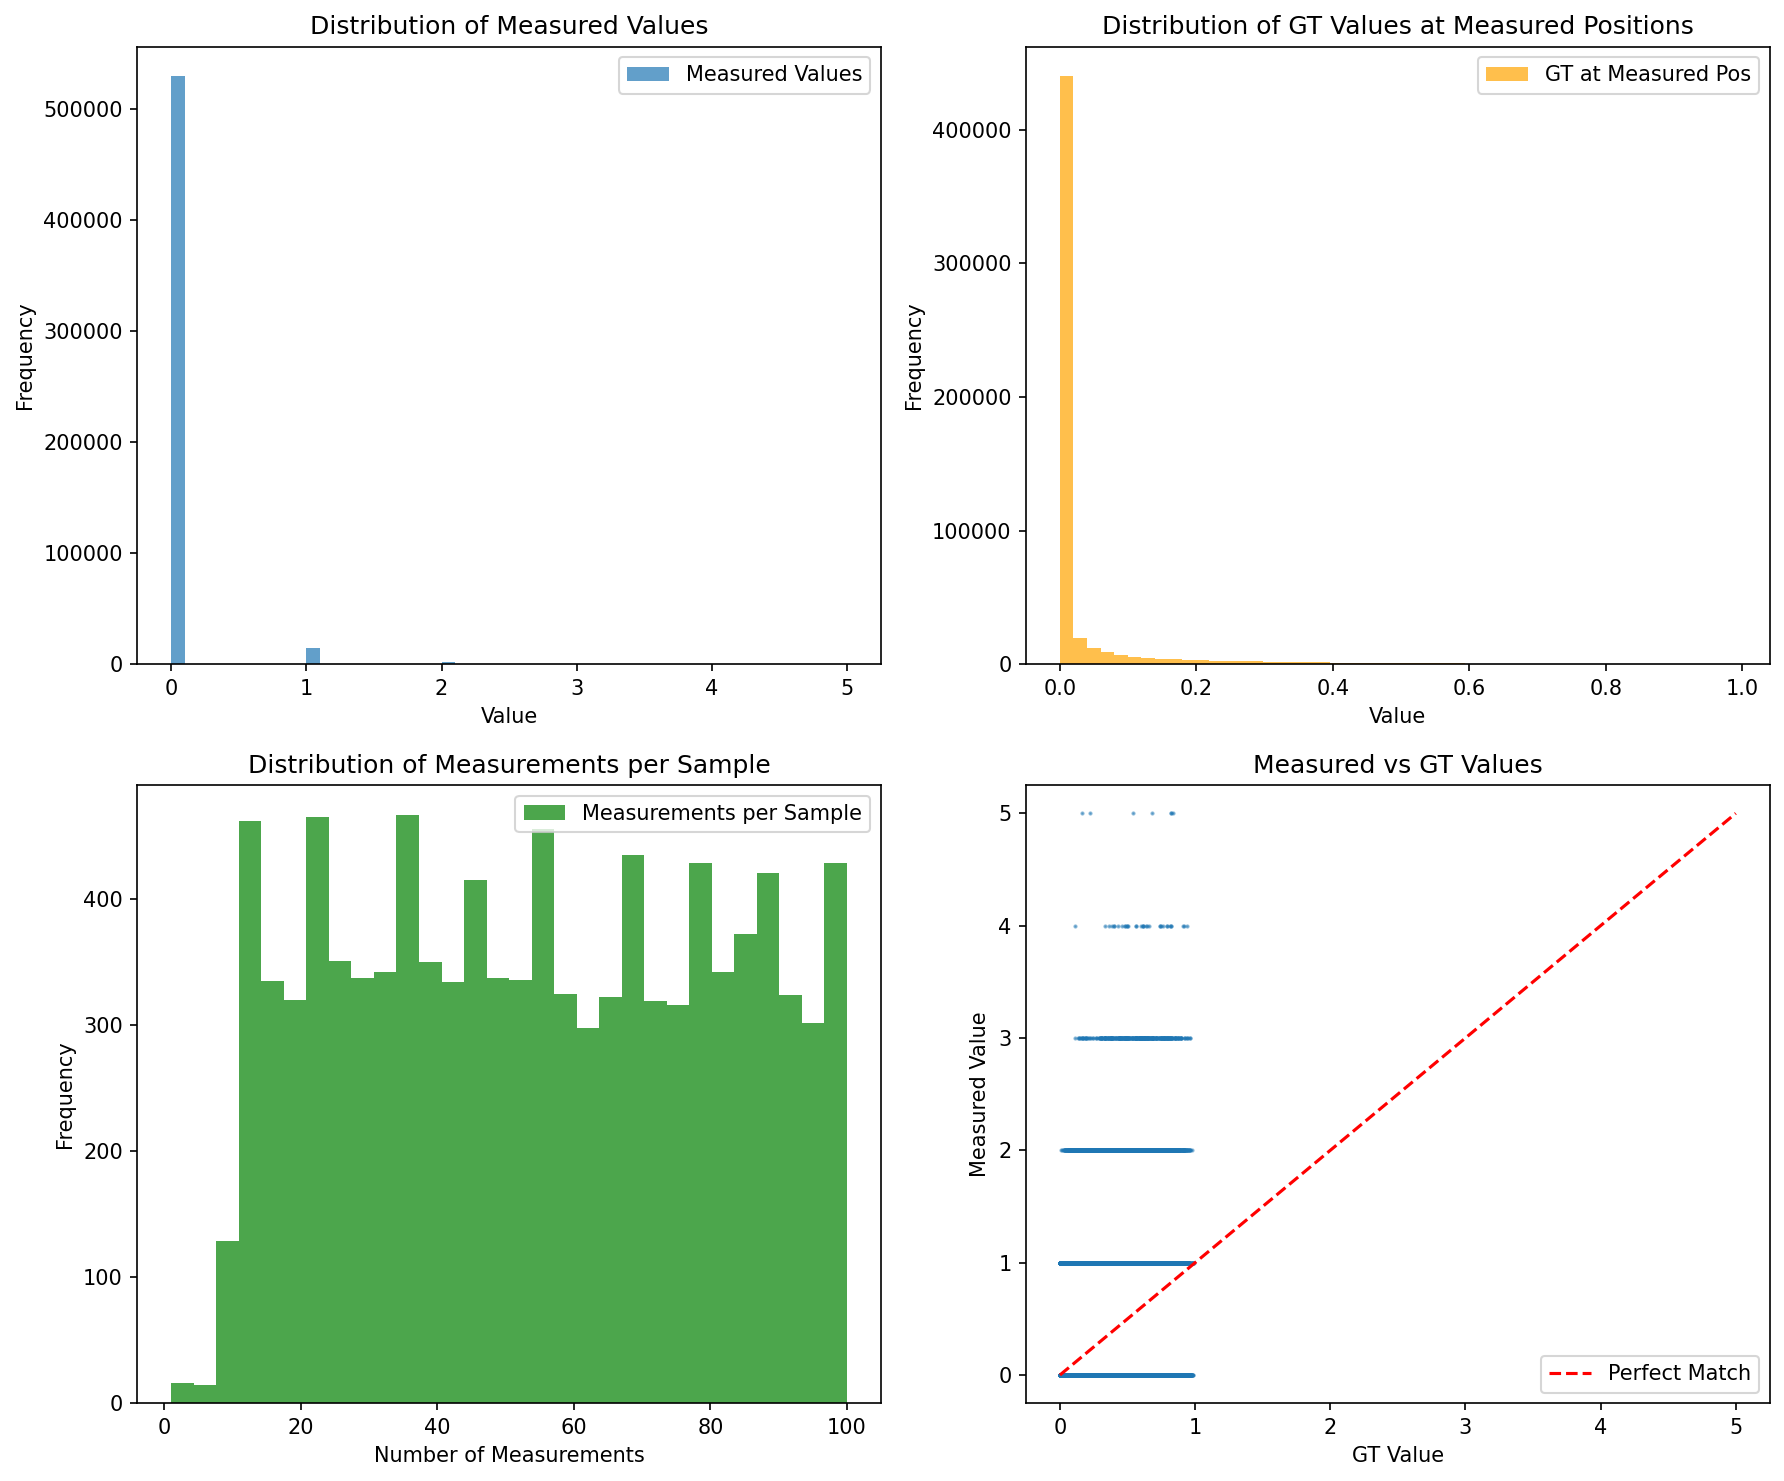 Distribution of Measured Values
Measured Values
500000
400000
300000
200000
100000
0
Frequency
0 1 2 3 4 5
Value
Distribution of GT Values at Measured Positions
GT at Measured Pos
400000
300000
200000
100000
0
Frequency
0.0 0.2 0.4 0.6 0.8 1.0
Value
Distribution of Measurements per Sample
Measurements per Sample
400
300
200
100
0
Frequency
0 20 40 60 80 100
Number of Measurements
Measured vs GT Values
5
4
3
2
1
0
Measured Value
Perfect Match
0 1 2 3 4 5
GT Value